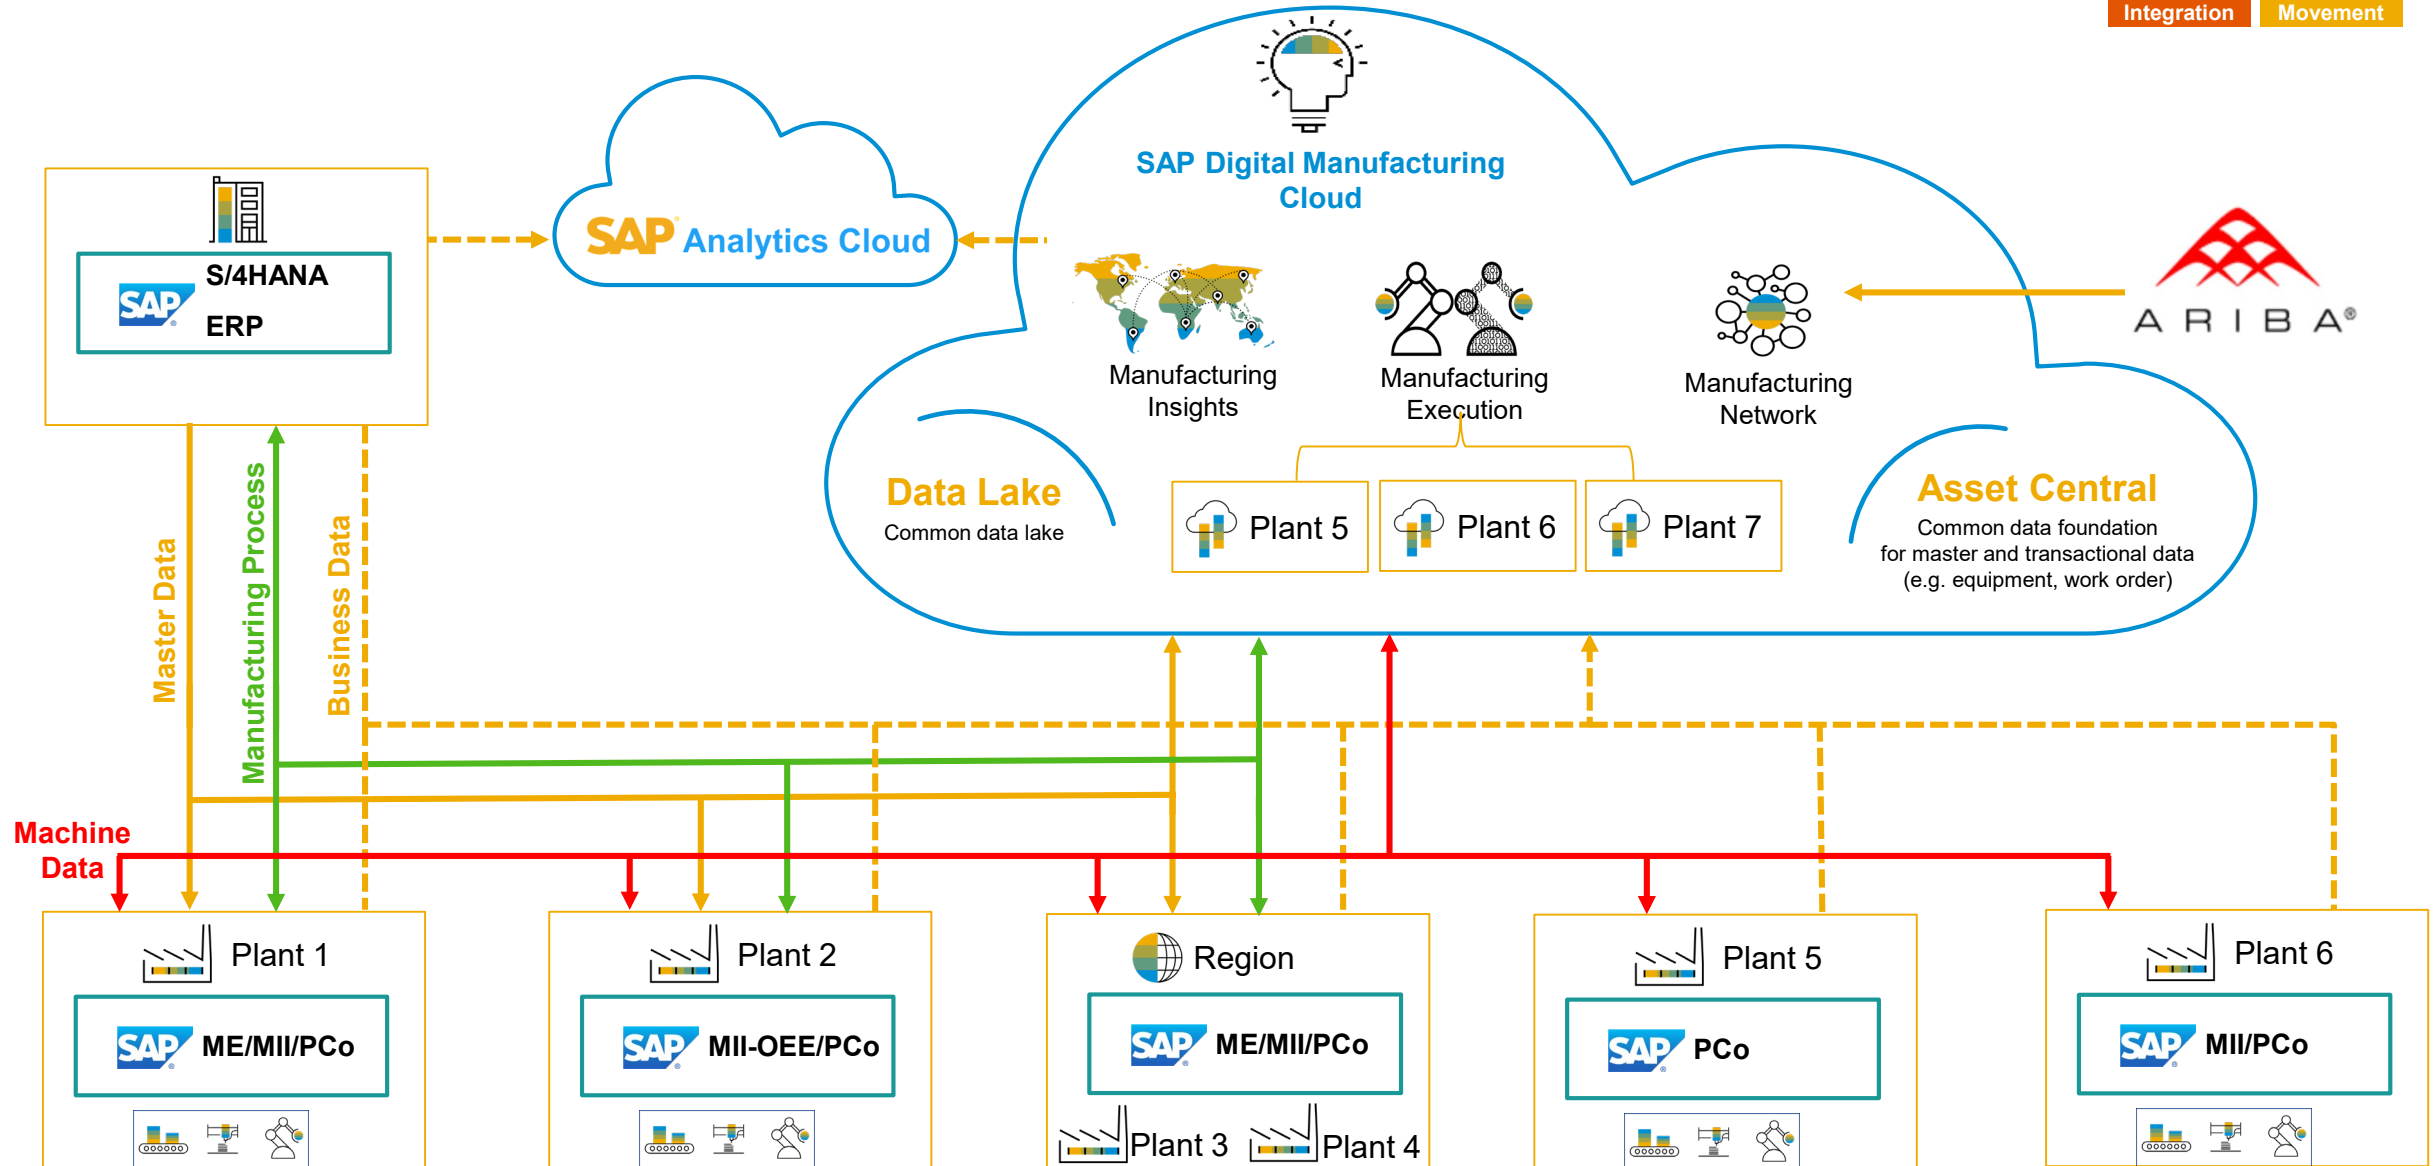 Integration
Movement
SAP Digital Manufacturing
Cloud
SAP Analytics Cloud
SAP
S/4HANA
ERP
ARIBA®
Manufacturing
Insights
Manufacturing
Execution
Manufacturing
Network
Data Lake
Common data lake
Plant 5
Plant 6
Plant 7
Asset Central
Common data foundation
for master and transactional data
(e.g. equipment, work order)
Master Data
Manufacturing Process
Business Data
Machine
Data
Plant 1
SAP ME/MII/PCo
Plant 2
SAP MII-OEE/PCo
Region
SAP ME/MII/PCo
Plant 3
Plant 4
Plant 5
SAP PCo
Plant 6
SAP MII/PCo